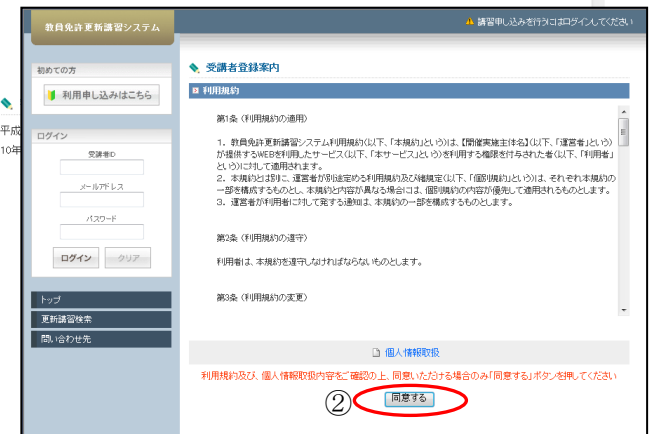 教員免許更新講習システム
講習申し込みを行うにはログインしてください
初めての方
利用申し込みはこちら
平成
10年
ログイン
受講者ID
メールアドレス
パスワード
ログイン クリア
トップ
更新講習検索
問い合わせ先
受講者登録案内
利用規約
第1条 (利用規約の適用)
1. 教員免許更新講習システム利用規約(以下、「本規約」という)は、【開催実施主体名】(以下、「運営者」という)
が提供するWEBを利用したサービス(以下、「本サービス」という)を利用する権限を付与された者(以下、「利用者」
という)に対して適用されます。
2. 本規約とは別に、運営者が別途定める利用規約及び諸規定(以下、「個別規約」という)は、それぞれ本規約の
一部を構成するものとし、本規約と内容が異なる場合には、個別規約の内容が優先して適用されるものとします。
3. 運営者が利用者に対して発する通知は、本規約の一部を構成するものとします。
第2条 (利用規約の遵守)
利用者は、本規約を遵守しなければならないものとします。
第3条 (利用規約の変更)
個人情報取扱
利用規約及び、個人情報取扱内容をご確認の上、同意いただける場合のみ「同意する」ボタンを押してください
② 同意する